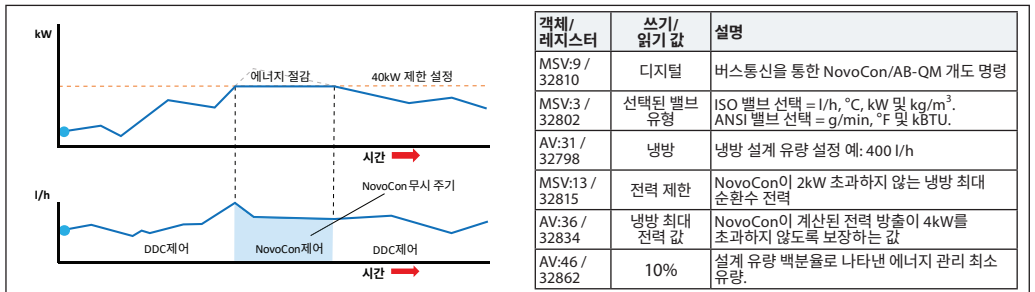 kW
에너지 절감
40kW 제한 설정
시간
l/h
NovoCon 무시 주기
DDC제어
NovoCon제어
DDC제어
시간
객체/
레지스터
쓰기/
읽기 값
설명
MSV:9 /
32810
디지털
버스통신을 통한 NovoCon/AB-QM 개도 명령
MSV:3 /
32802
선택된 밸브
유형
ISO 밸브 선택 = l/h, °C, kW 및 kg/m³.
ANSI 밸브 선택 = g/min, °F 및 kBTU.
AV:31 /
32798
냉방
냉방 설계 유량 설정 예: 400 l/h
MSV:13 /
32815
전력 제한
NovoCon이 2kW 초과하지 않는 냉방 최대
순환수 전력
AV:36 /
32834
냉방 최대
전력 값
NovoCon이 계산된 전력 방출이 4kW를
초과하지 않도록 보장하는 값
AV:46 /
32862
10%
설계 유량 백분율로 나타낸 에너지 관리 최소
유량.